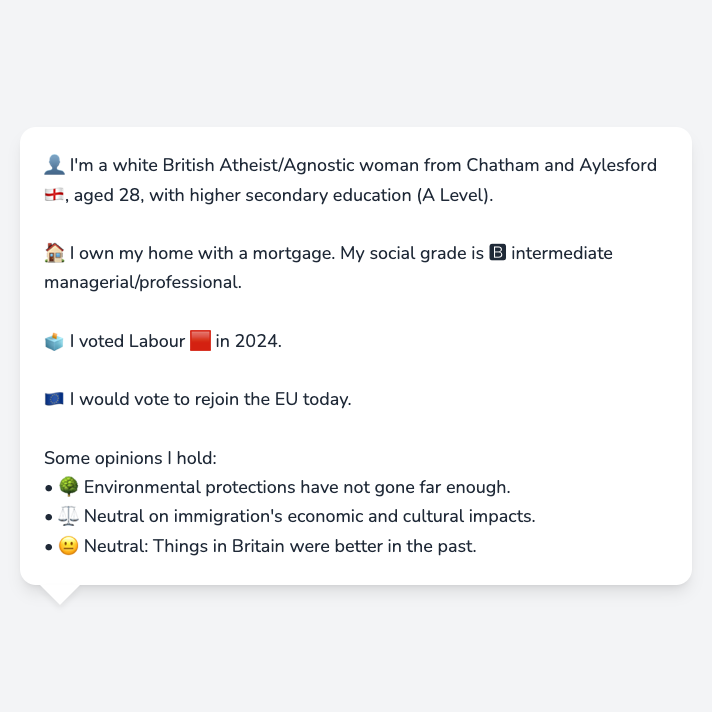 👤 I'm a white British Atheist/Agnostic woman from Chatham and Aylesford
🏴󠁧󠁢󠁥󠁮󠁧󠁿, aged 28, with higher secondary education (A Level).
🏠 I own my home with a mortgage. My social grade is 🅱 intermediate
managerial/professional.
🗳️ I voted Labour 🟥 in 2024.
🇪🇺 I would vote to rejoin the EU today.
Some opinions I hold:
• 🌳 Environmental protections have not gone far enough.
• ⚖️ Neutral on immigration's economic and cultural impacts.
• 😐 Neutral: Things in Britain were better in the past.